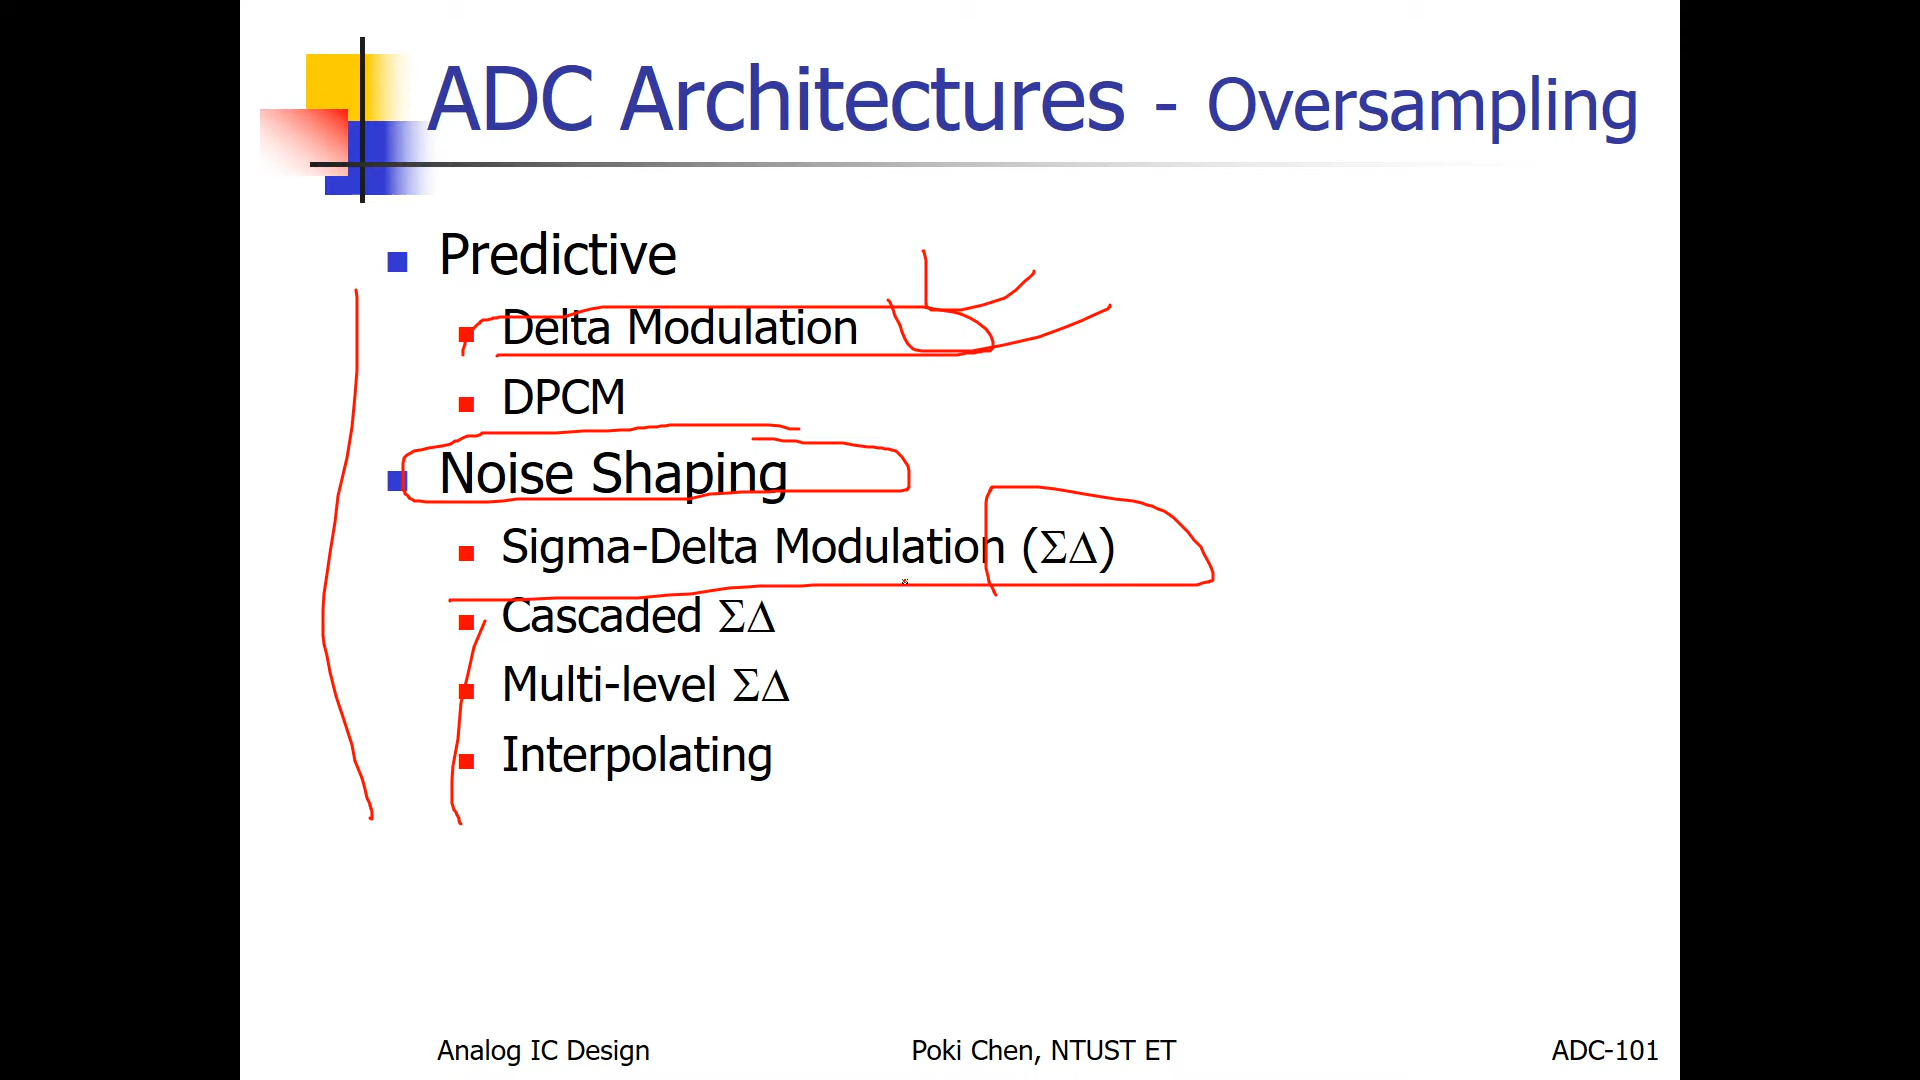 ADC Architectures - Oversampling
Predictive
Delta Modulation
DPCM
Noise Shaping
Sigma-Delta Modulation (ΣΔ)
Cascaded ΣΔ
Multi-level ΣΔ
Interpolating
Analog IC Design
Poki Chen, NTUST ET
ADC-101